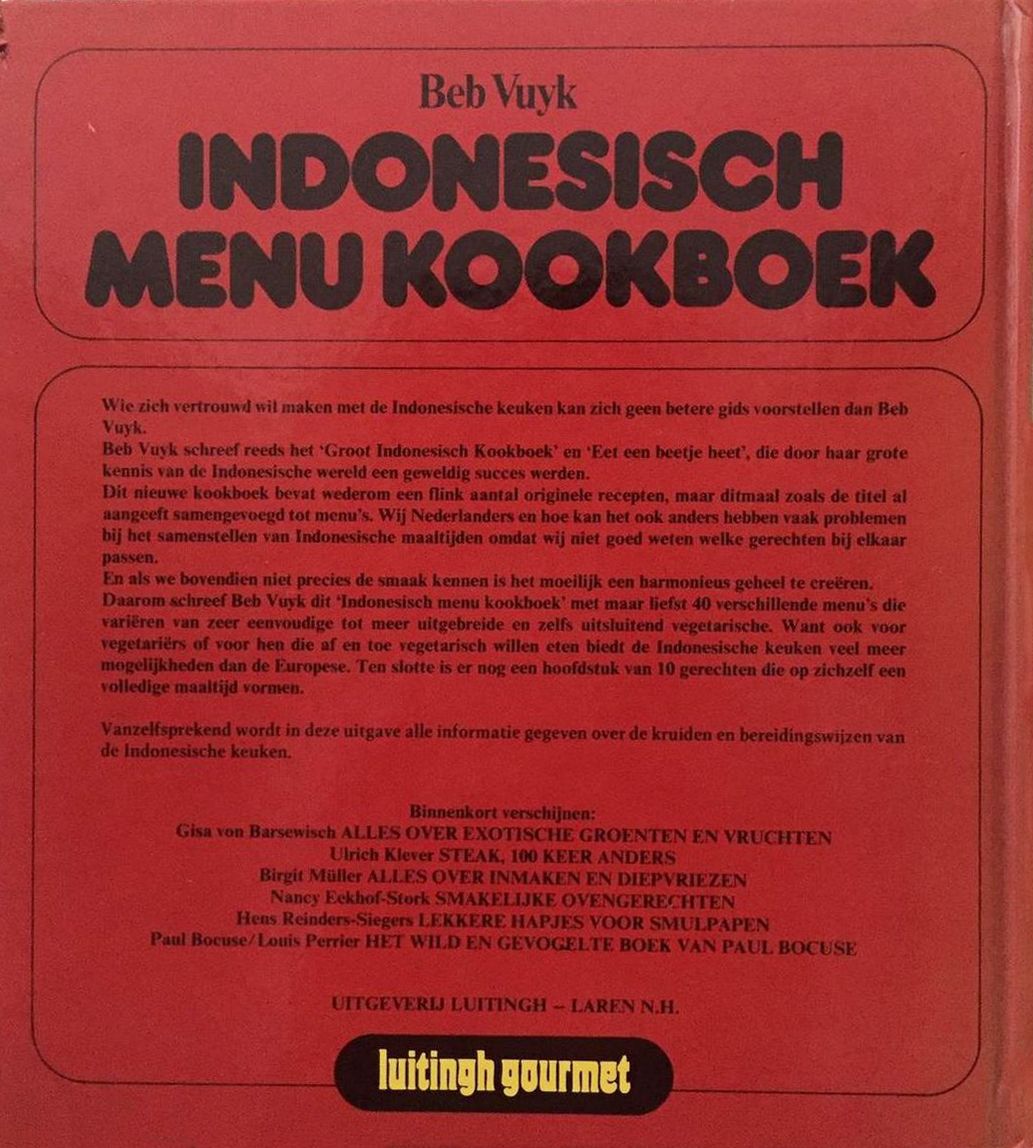 Beb Vuyk
INDONESISCH
MENU KOOKBOEK
Wie zich vertrouwd wil maken met de Indonesische keuken kan zich geen betere gids voorstellen dan Beb
Vuyk.
Beb Vuyk schreef reeds het ‘Groot Indonesisch Kookboek’ en ‘Eet een beetje heet’, die door haar grote
kennis van de Indonesische wereld een geweldig succes werden.
Dit nieuwe kookboek bevat wederom een flink aantal originele recepten, maar ditmaal zoals de titel al
aangeeft samengevoegd tot menu’s. Wij Nederlanders en hoe kan het ook anders hebben vaak problemen
bij het samenstellen van Indonesische maaltijden omdat wij niet goed weten welke gerechten bij elkaar
passen.
En als we bovendien niet precies de smaak kennen is het moeilijk een harmonieus geheel te creëren.
Daarom schreef Beb Vuyk dit ‘Indonesisch menu kookboek’ met maar liefst 40 verschillende menu’s die
variëren van zeer eenvoudige tot meer uitgebreide en zelfs uitsluitend vegetarische. Want ook voor
vegetariërs of voor hen die af en toe vegetarisch willen eten biedt de Indonesische keuken veel meer
mogelijkheden dan de Europese. Ten slotte is er nog een hoofdstuk van 10 gerechten die op zichzelf een
volledige maaltijd vormen.
Vanzelfsprekend wordt in deze uitgave alle informatie gegeven over de kruiden en bereidingswijzen van
de Indonesische keuken.
Binnenkort verschijnen:
Gisa von Barsewisch ALLES OVER EXOTISCHE GROENTEN EN VRUCHTEN
Ulrich Klever STEAK, 100 KEER ANDERS
Birgit Müller ALLES OVER INMAKEN EN DIEPVRIEZEN
Nancy Eekhof-Stork SMAKELIJKE OVENGERECHTEN
Hens Reinders-Siegers LEKKERE HAPJES VOOR SMULPAPEN
Paul Bocuse/Louis Perrier HET WILD EN GEVOGELTE BOEK VAN PAUL BOCUSE
UITGEVERIJ LUITINGH – LAREN N.H.
luitingh gourmet